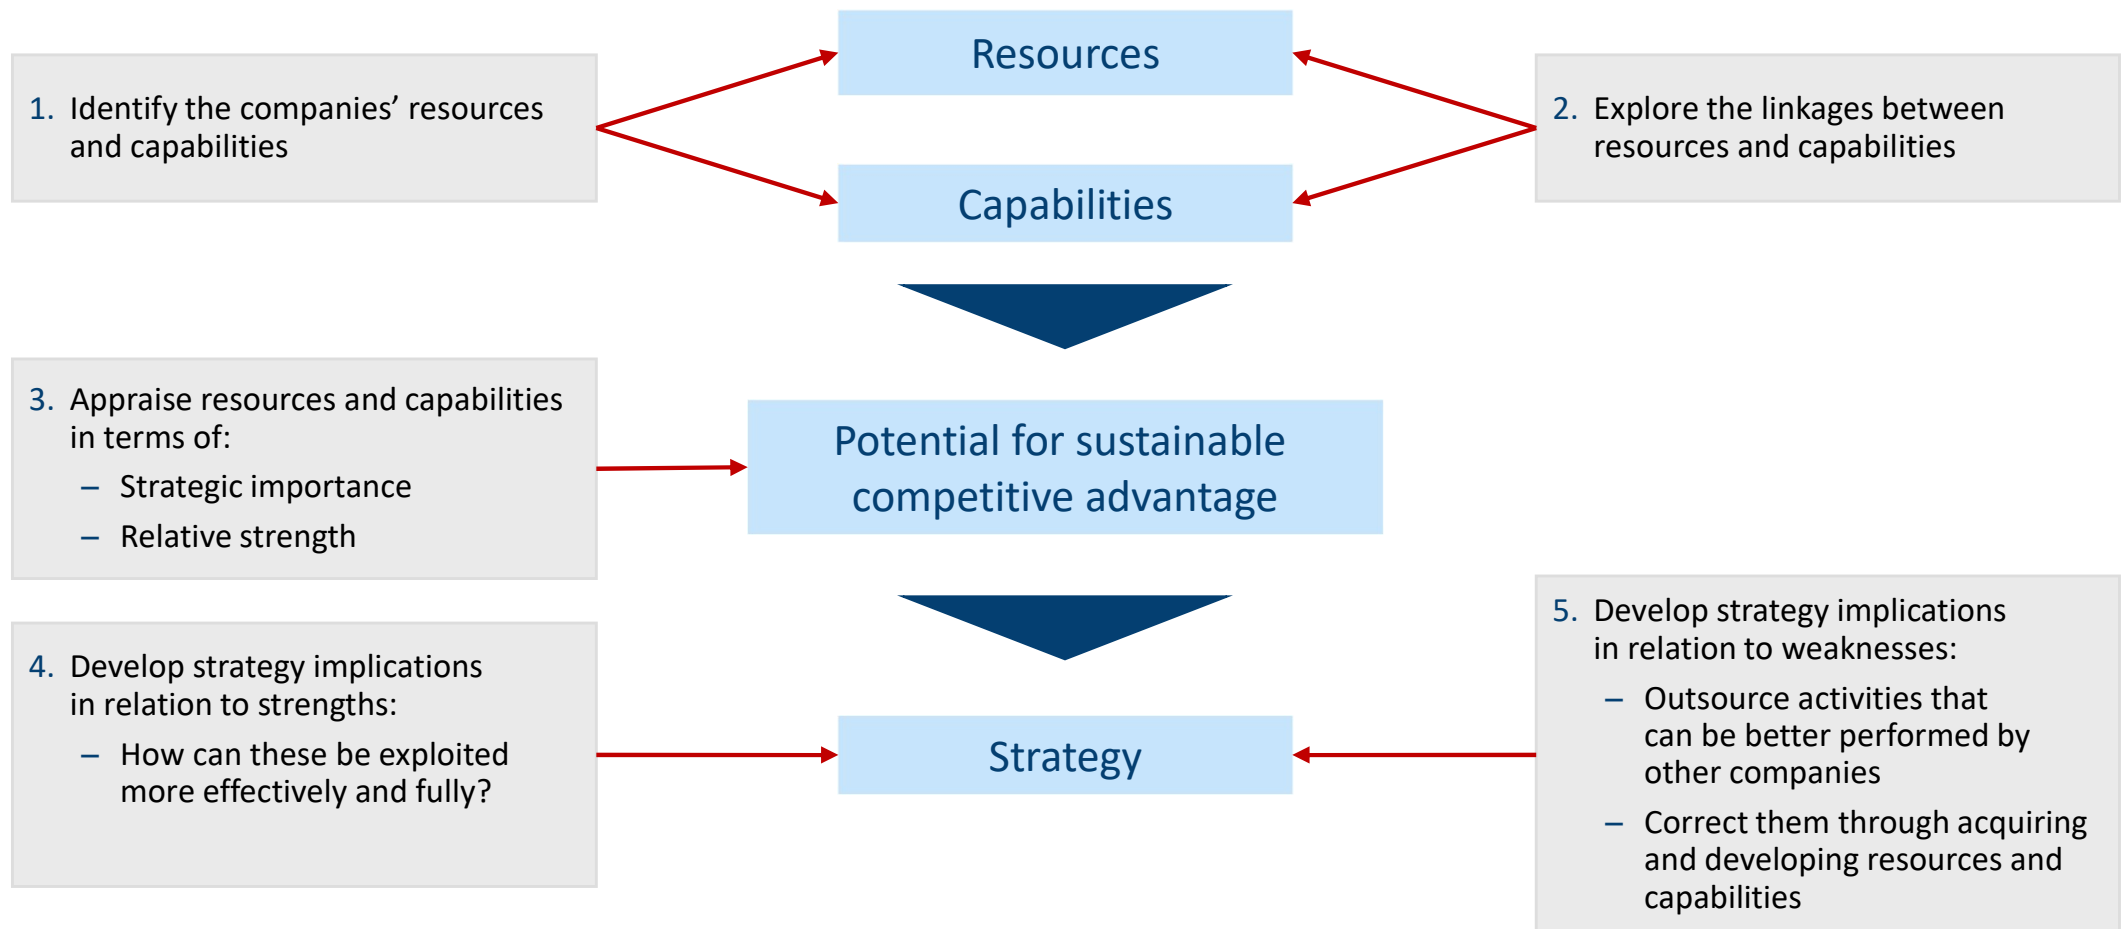 Resources
1. Identify the companies’ resources
and capabilities
2. Explore the linkages between
resources and capabilities
Capabilities
3. Appraise resources and capabilities
in terms of:
– Strategic importance
– Relative strength
Potential for sustainable
competitive advantage
4. Develop strategy implications
in relation to strengths:
– How can these be exploited
more effectively and fully?
Strategy
5. Develop strategy implications
in relation to weaknesses:
– Outsource activities that
can be better performed by
other companies
– Correct them through acquiring
and developing resources and
capabilities